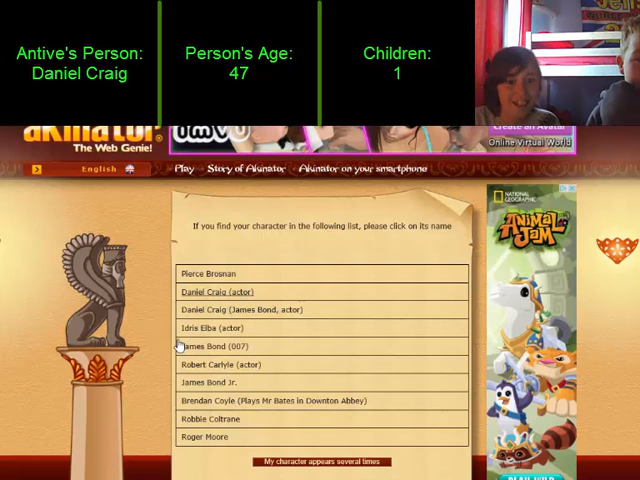 Antive's Person:
Daniel Craig
Person's Age:
47
Children:
1
akinator®
The Web Genie!
imvu
Create an Avatar
Online Virtual World
English
Play
Story of Akinator
Akinator on your smartphone
If you find your character in the following list, please click on its name
Pierce Brosnan
Daniel Craig (actor)
Daniel Craig (James Bond, actor)
Idris Elba (actor)
James Bond (007)
Robert Carlyle (actor)
James Bond Jr.
Brendan Coyle (Plays Mr Bates in Downton Abbey)
Robbie Coltrane
Roger Moore
My character appears several times
NATIONAL
GEOGRAPHIC
ANIMAL
JAM
PLAY WILD